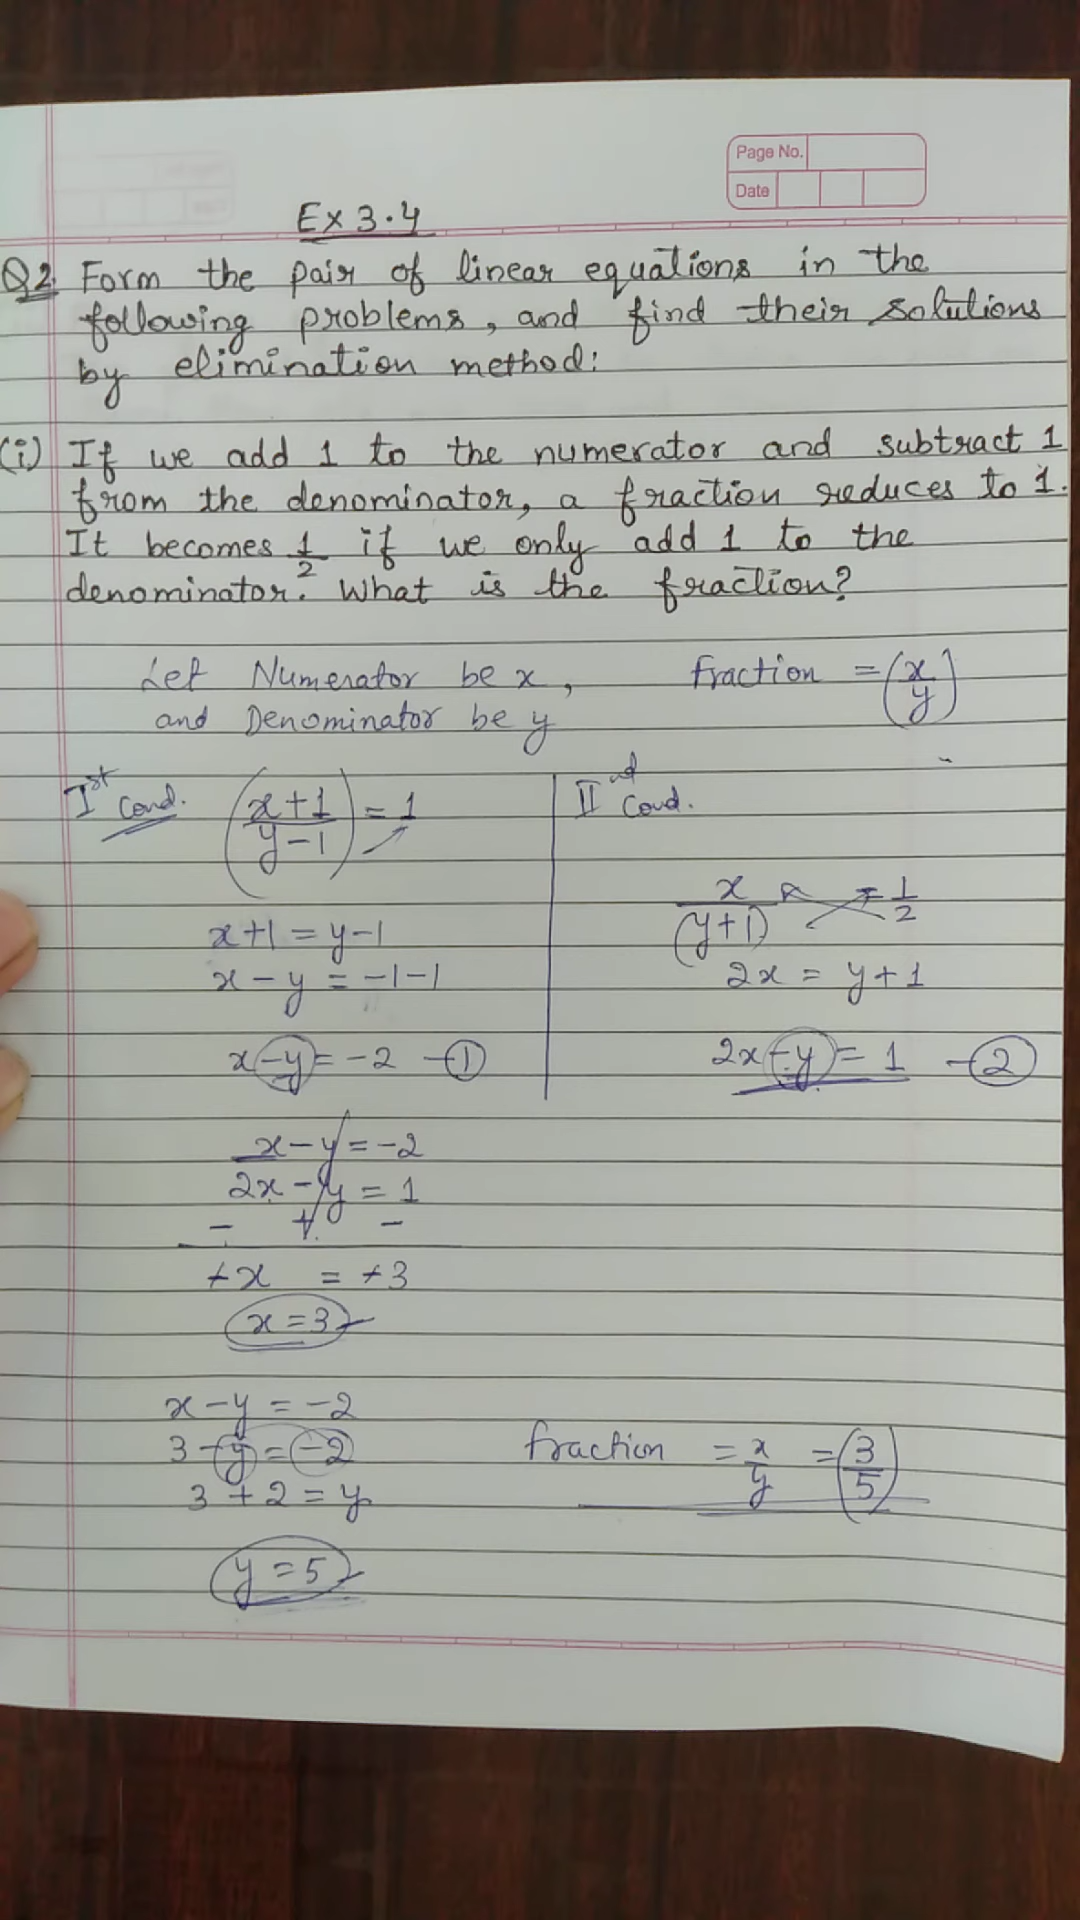 Page No.
Date
Ex 3.4
Q2. Form the pair of linear equations in the
following problems, and find their solutions
by elimination method:
(i) If we add 1 to the numerator and subtract 1
from the denominator, a fraction reduces to 1.
It becomes 1/2 if we only add 1 to the
denominator. What is the fraction?
Let Numerator be x, fraction = (x/y)
and Denominator be y
Ist Cond. (x+1/y-1) = 1
x+1 = y-1
x-y = -1-1
x-y = -2 -①
IInd Cond.
x/(y+1) = 1/2
2x = y+1
2x-y = 1 -②
x-y = -2
2x-y = 1
- + -
+x = +3
x=3
x-y = -2
3-y = -2
3+2 = y
y=5
fraction = x/y = (3/5)